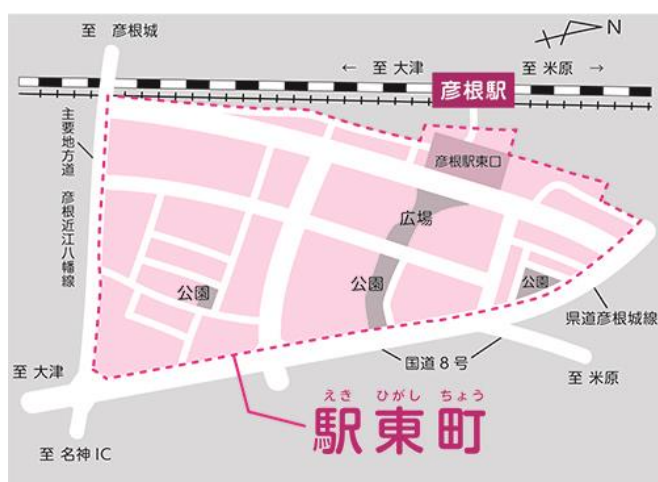 至 彦根城
N
← 至 大津
至 米原 →
彦根駅
主要地方道 彦根近江八幡線
彦根駅東口
広場
公園
公園
公園
県道彦根城線
国道8号
至 大津
至 米原
えき ひがし ちょう
駅東町
至 名神IC